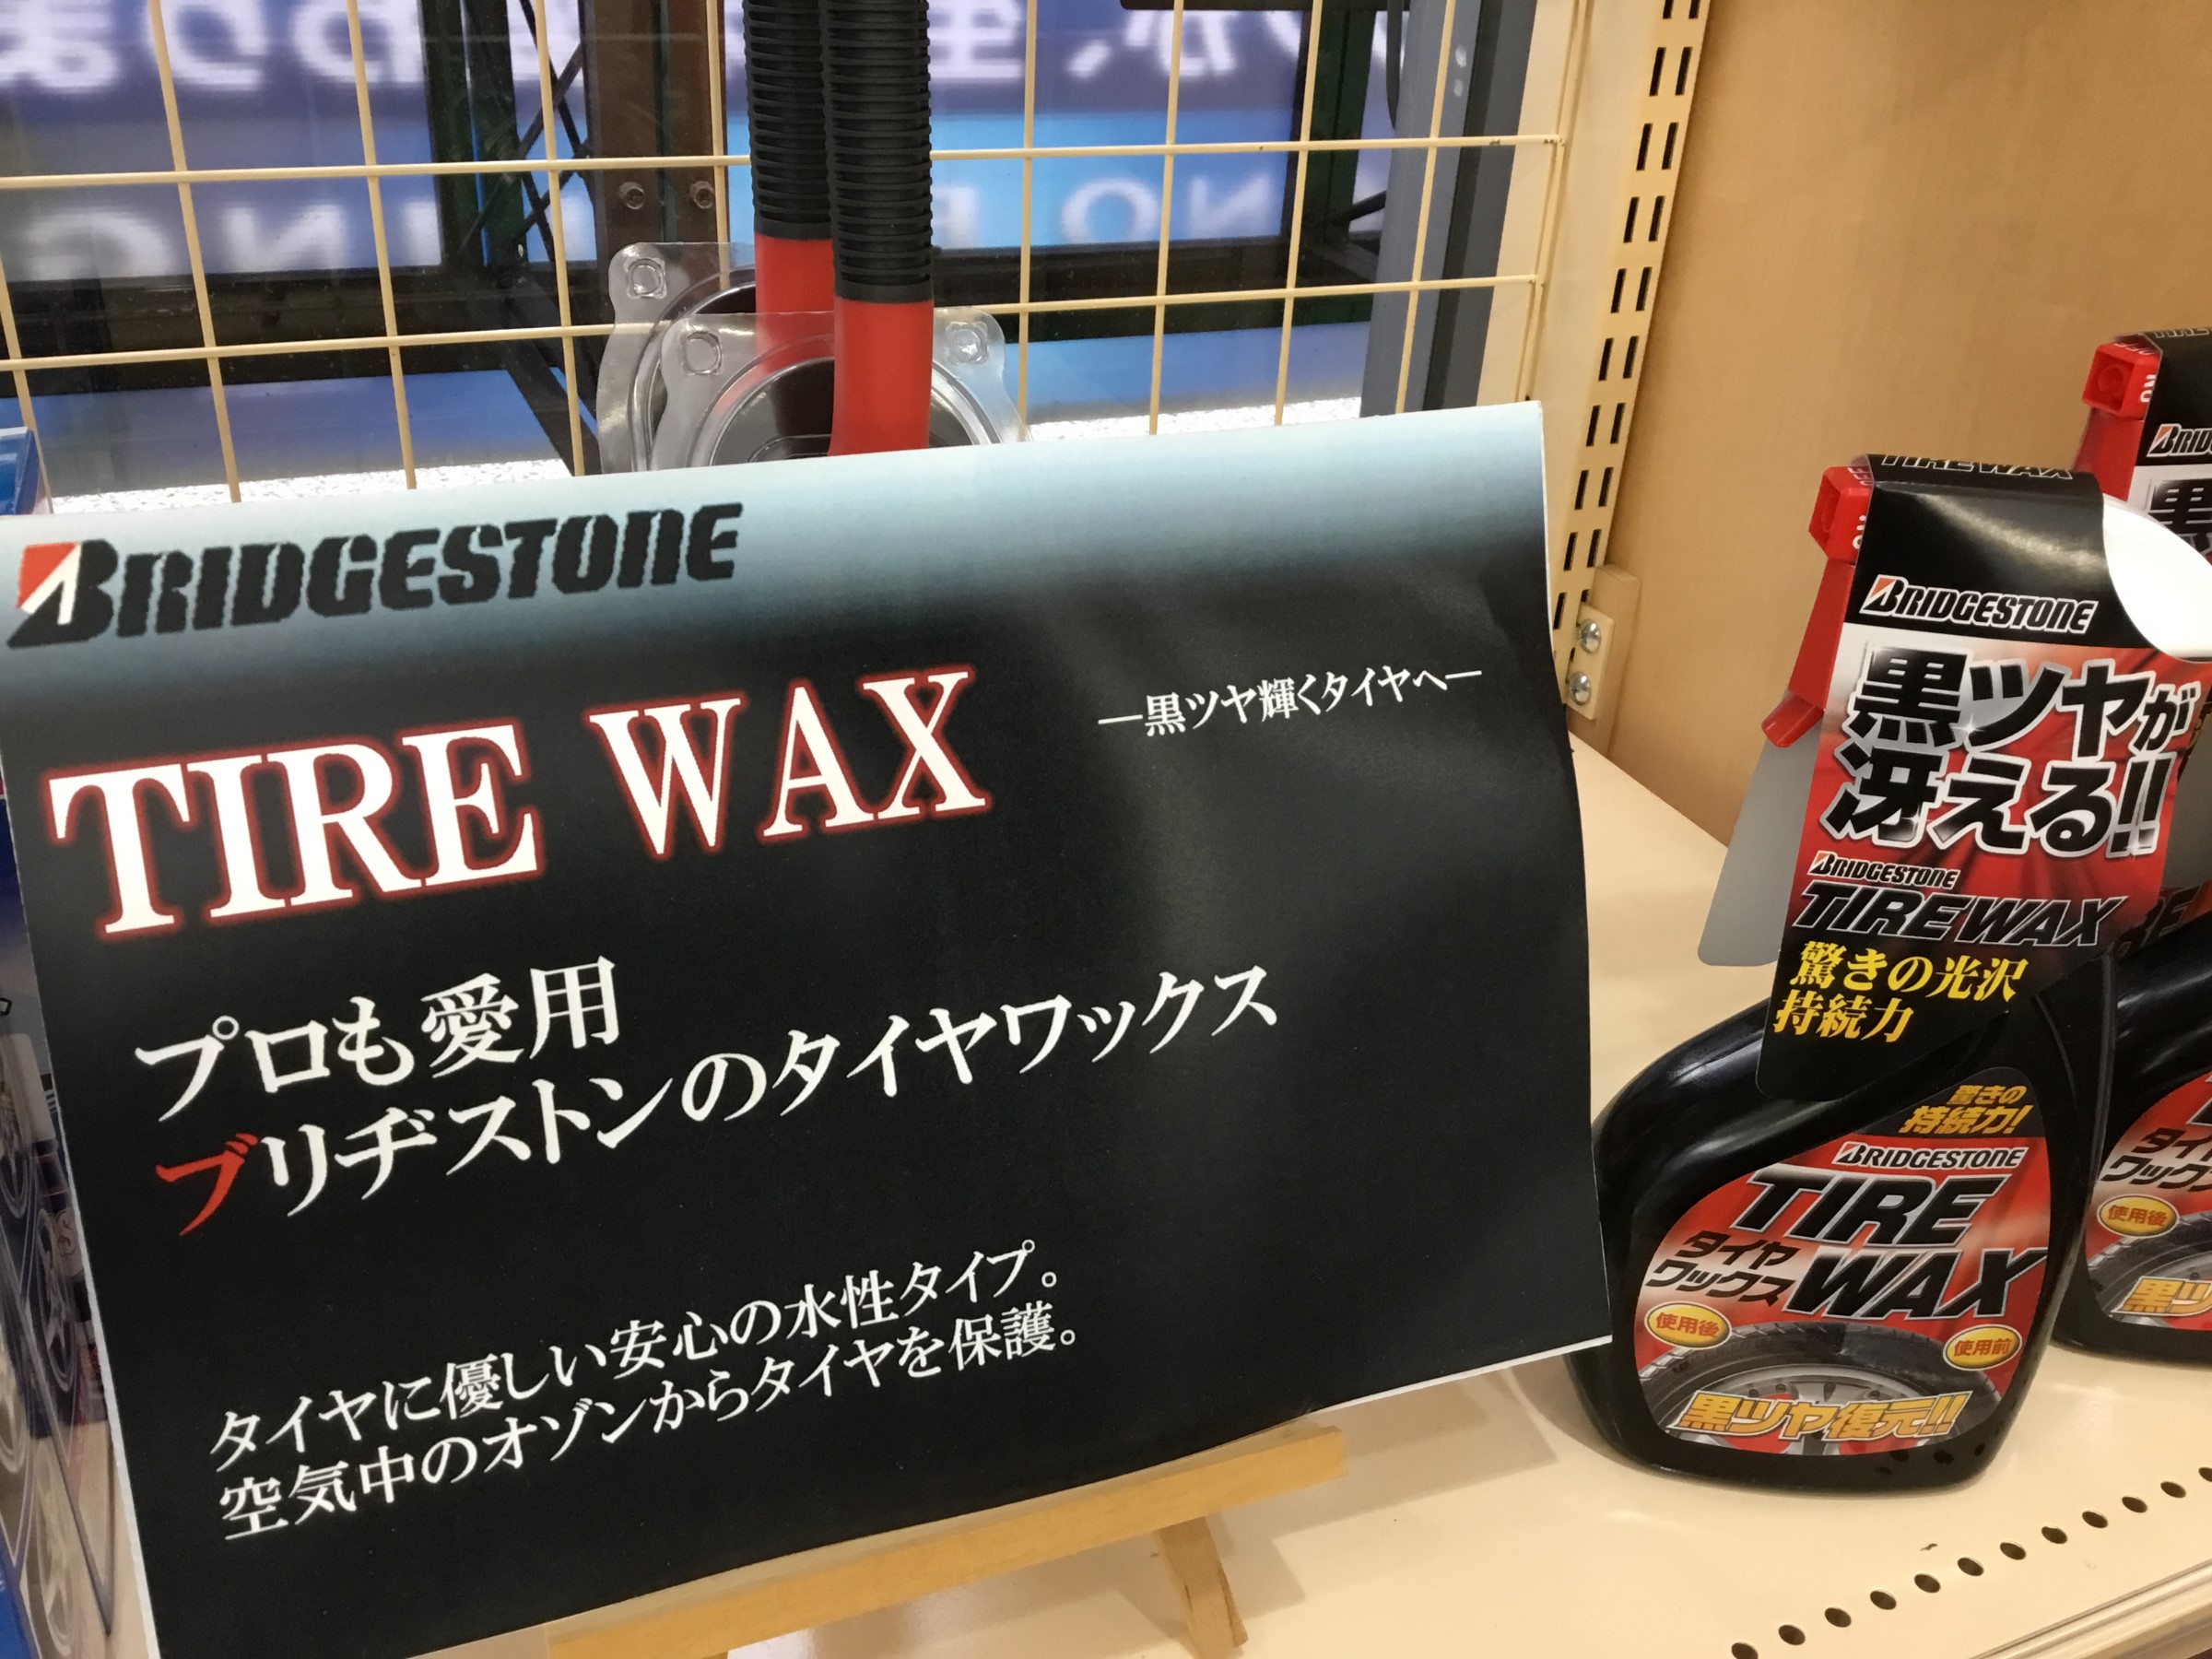 BRIDGESTONE
TIRE WAX
―黒ツヤ輝くタイヤへ―
プロも愛用
ブリヂストンのタイヤワックス
タイヤに優しい安心の水性タイプ。
空気中のオゾンからタイヤを保護。
TIRE WAX
BRIDGESTONE
黒ツヤが
冴える!!
BRIDGESTONE
TIRE WAX
驚きの光沢
持続力
驚きの
持続力!
BRIDGESTONE
TIRE
WAX
タイヤ
ワックス
使用後
使用前
黒ツヤ復元!!
使用後